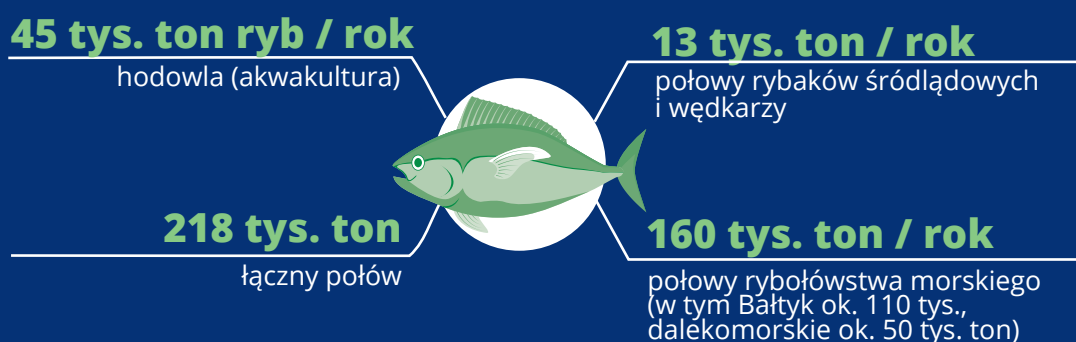 45 tys. ton ryb / rok
hodowla (akwakultura)
13 tys. ton / rok
połowy rybaków śródlądowych
i wędkarzy
218 tys. ton
łączny połów
160 tys. ton / rok
połowy rybołówstwa morskiego
(w tym Bałtyk ok. 110 tys.,
dalekomorskie ok. 50 tys. ton)